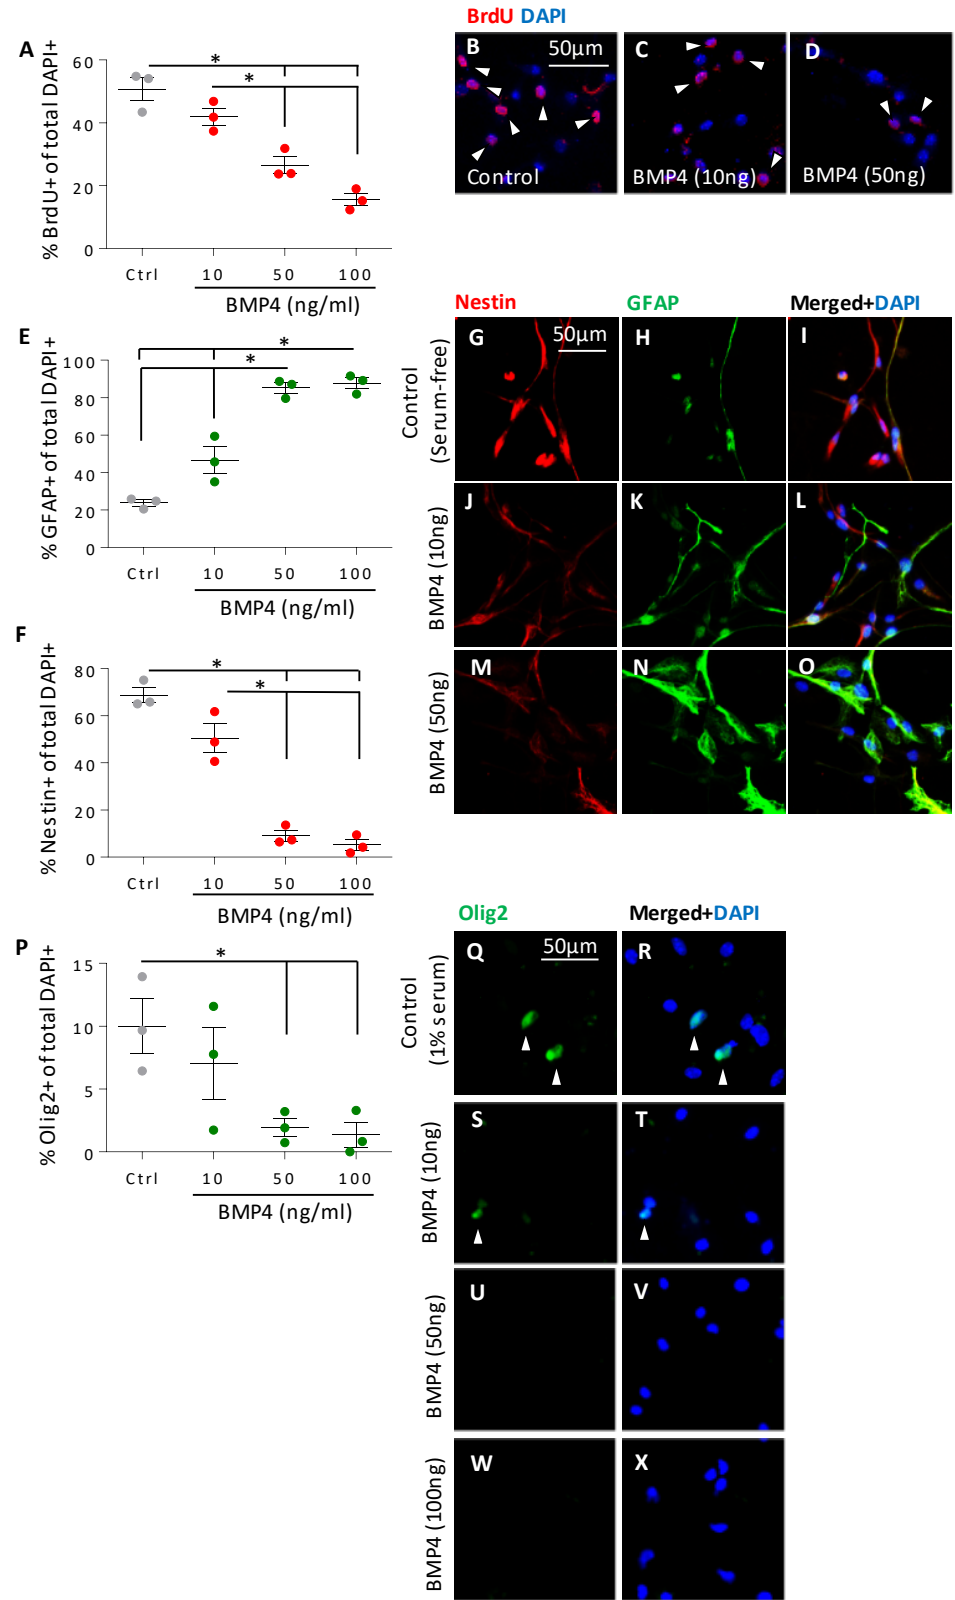 A
% BrdU+ of total DAPI+
60
40
20
0
*
*
Ctrl 10 50 100
BMP4 (ng/ml)
BrdU DAPI
B
50µm
Control
C
BMP4 (10ng)
D
BMP4 (50ng)
E
% GFAP+ of total DAPI+
100
80
60
40
20
0
*
*
Ctrl 10 50 100
BMP4 (ng/ml)
F
% Nestin+ of total DAPI+
80
60
40
20
0
*
*
Ctrl 10 50 100
BMP4 (ng/ml)
Nestin GFAP Merged+DAPI
Control
(Serum-free)
G
50µm
H
I
BMP4 (10ng)
J
K
L
BMP4 (50ng)
M
N
O
P
% Olig2+ of total DAPI+
15
10
5
0
*
Ctrl 10 50 100
BMP4 (ng/ml)
Olig2 Merged+DAPI
Control
(1% serum)
Q
50µm
R
BMP4 (10ng)
S
T
BMP4 (50ng)
U
V
BMP4 (100ng)
W
X